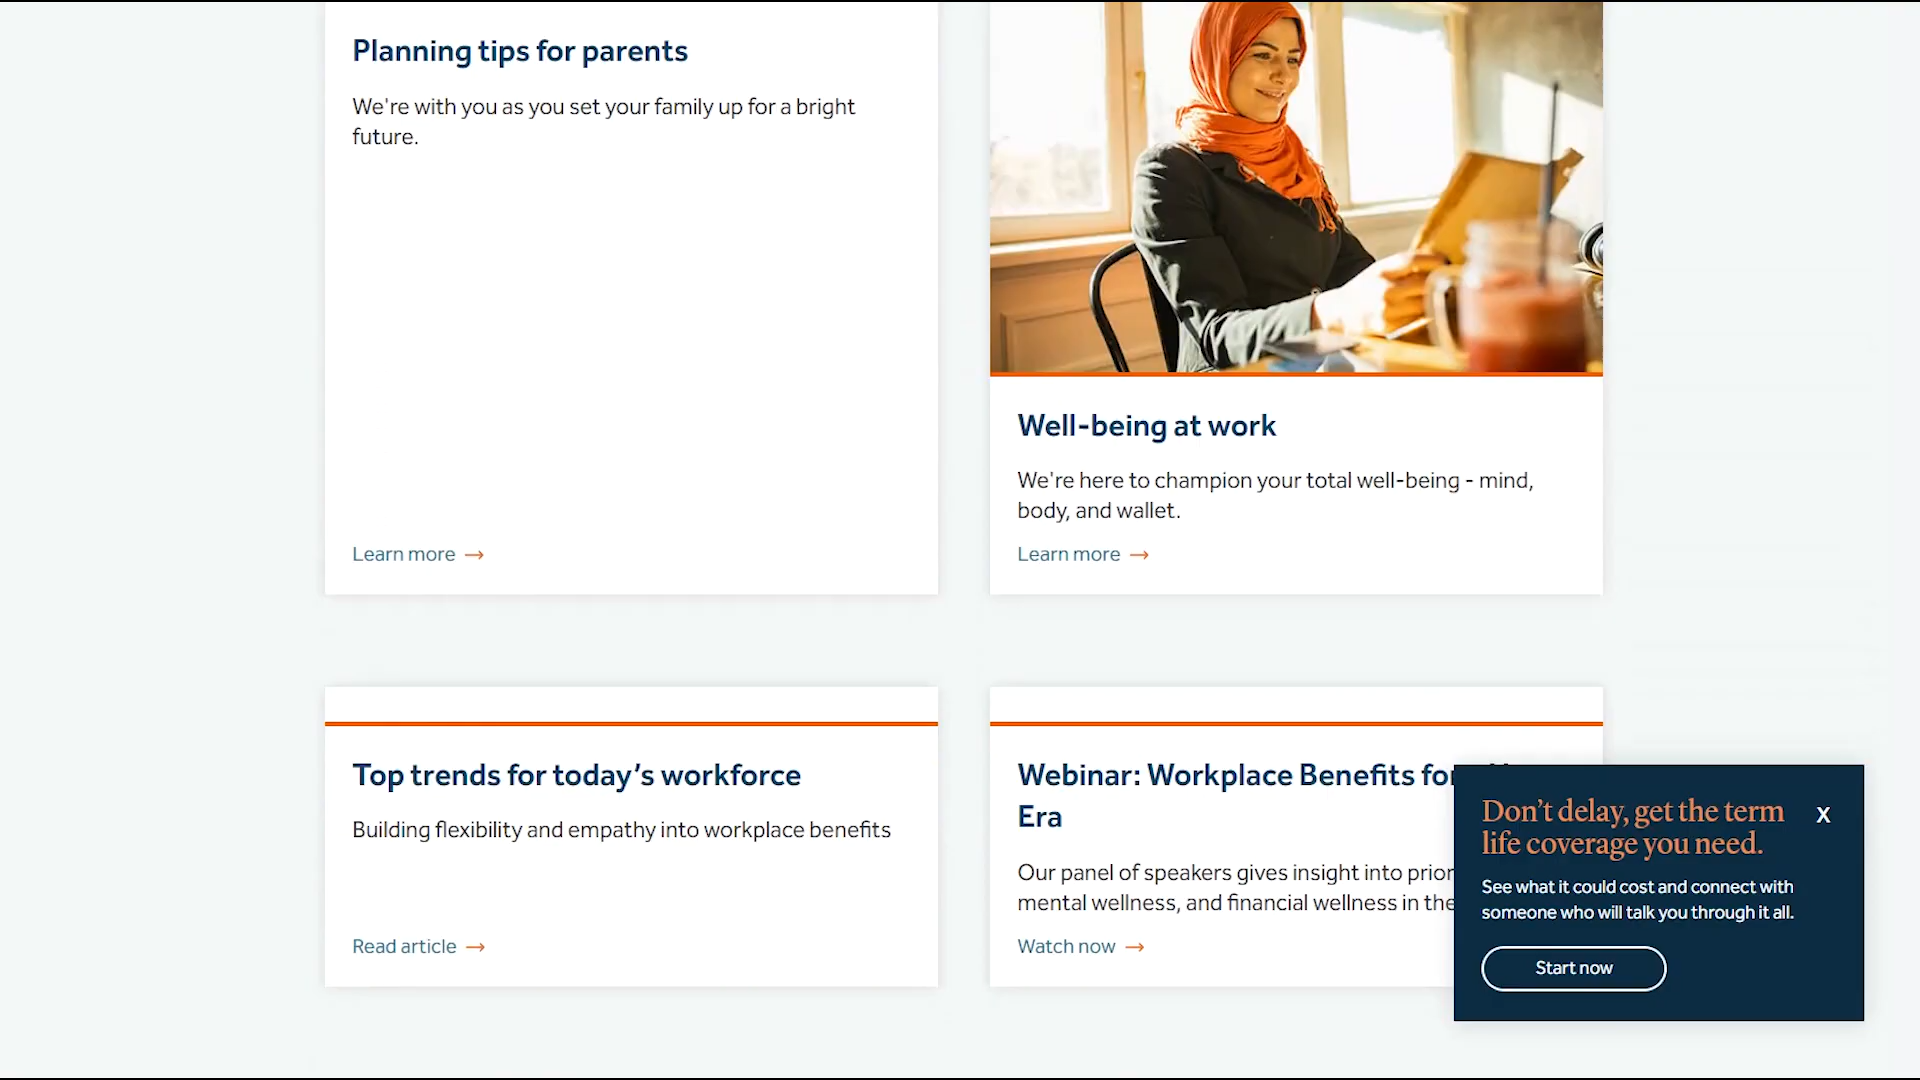 Planning tips for parents
We're with you as you set your family up for a bright
future.
Learn more →
Well-being at work
We're here to champion your total well-being - mind,
body, and wallet.
Learn more →
Top trends for today’s workforce
Building flexibility and empathy into workplace benefits
Read article →
Webinar: Workplace Benefits for
Era
Our panel of speakers gives insight into
mental wellness, and financial wellness in the
Watch now →
Don’t delay, get the term
life coverage you need.
X
See what it could cost and connect with
someone who will talk you through it all.
Start now